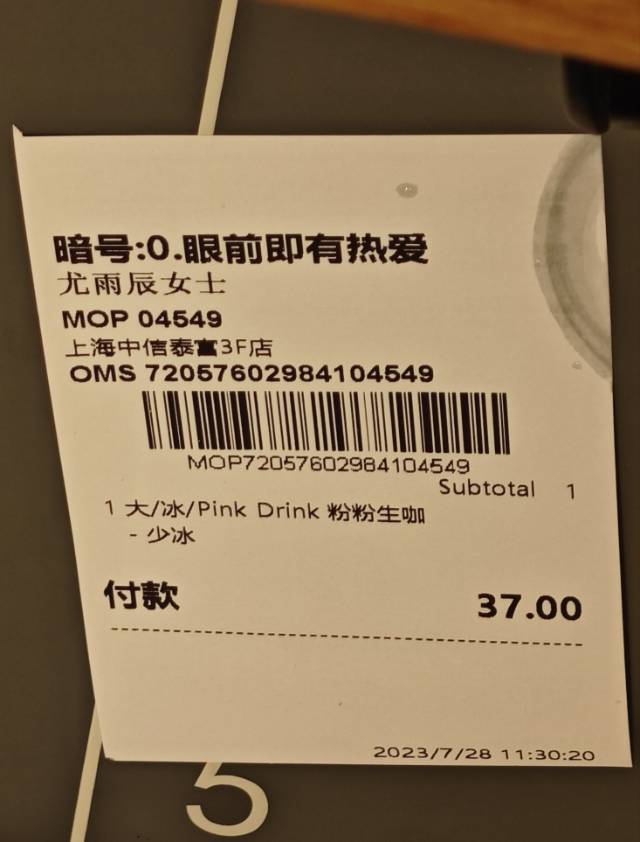 暗号:0.眼前即有热爱
尤雨辰女士
MOP 04549
上海中信泰富3F店
OMS 72057602984104549
MOP72057602984104549
Subtotal 1
1 大/冰/Pink Drink 粉粉生咖
- 少冰
付款 37.00
2023/7/28 11:30:20
5